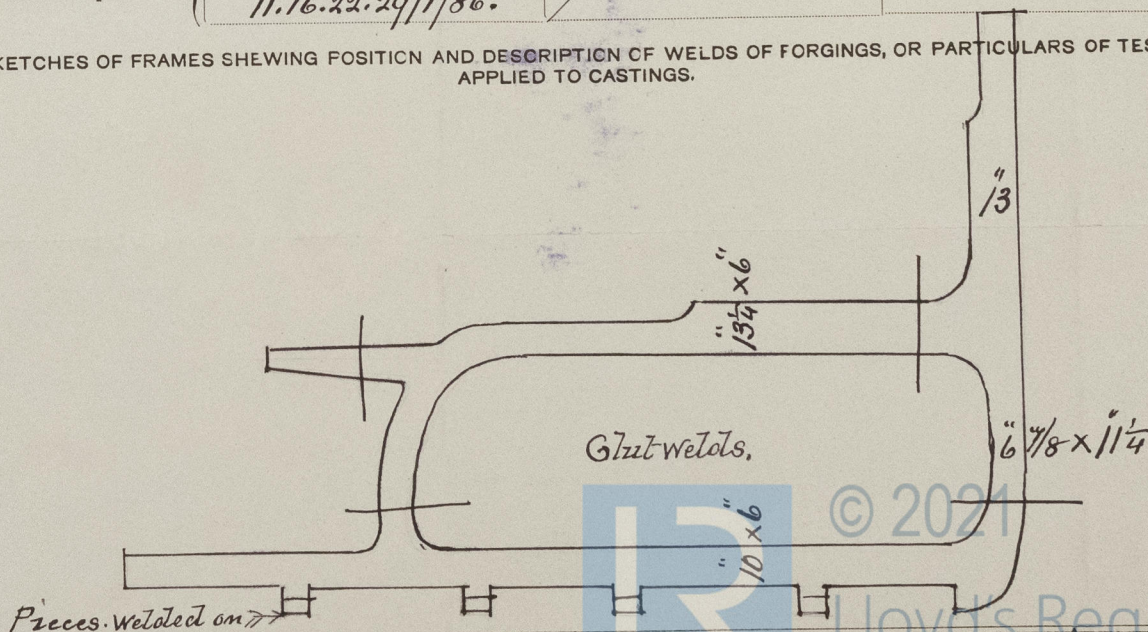 11.16.22.29/1/86.
KETCHES OF FRAMES SHEWING POSITION AND DESCRIPTION OF WELDS OF FORGINGS, OR PARTICULARS OF TES
APPLIED TO CASTINGS.
13"
13¼" × 6"
Glut welds.
6 7/8" × 11¼"
10" × 6"
© 2021
Lloyd's Reg
Pieces welded on